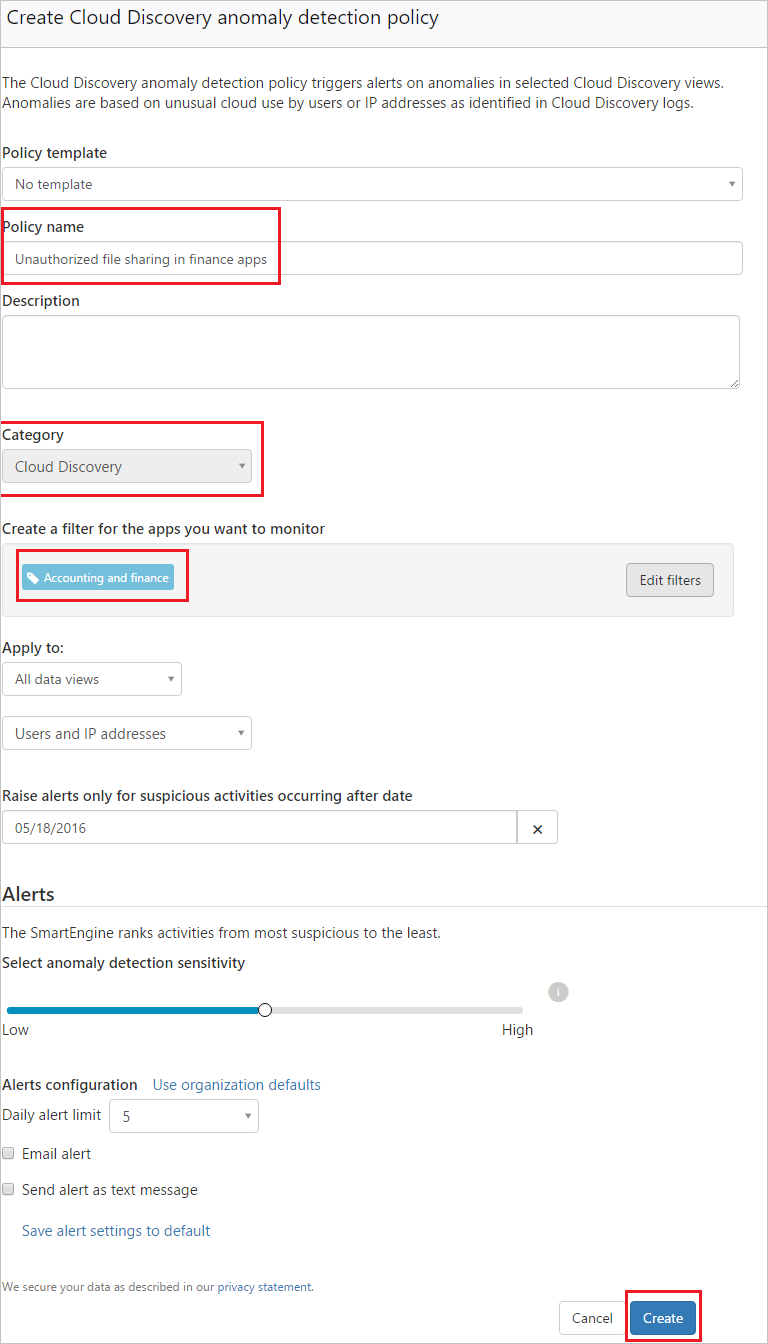 Create Cloud Discovery anomaly detection policy
The Cloud Discovery anomaly detection policy triggers alerts on anomalies in selected Cloud Discovery views.
Anomalies are based on unusual cloud use by users or IP addresses as identified in Cloud Discovery logs.
Policy template
No template
Policy name
Unauthorized file sharing in finance apps
Description
Category
Cloud Discovery
Create a filter for the apps you want to monitor
Accounting and finance
Edit filters
Apply to:
All data views
Users and IP addresses
Raise alerts only for suspicious activities occurring after date
05/18/2016
Alerts
The SmartEngine ranks activities from most suspicious to the least.
Select anomaly detection sensitivity
Low High
Alerts configuration Use organization defaults
Daily alert limit 5
Email alert
Send alert as text message
Save alert settings to default
We secure your data as described in our privacy statement.
Cancel Create